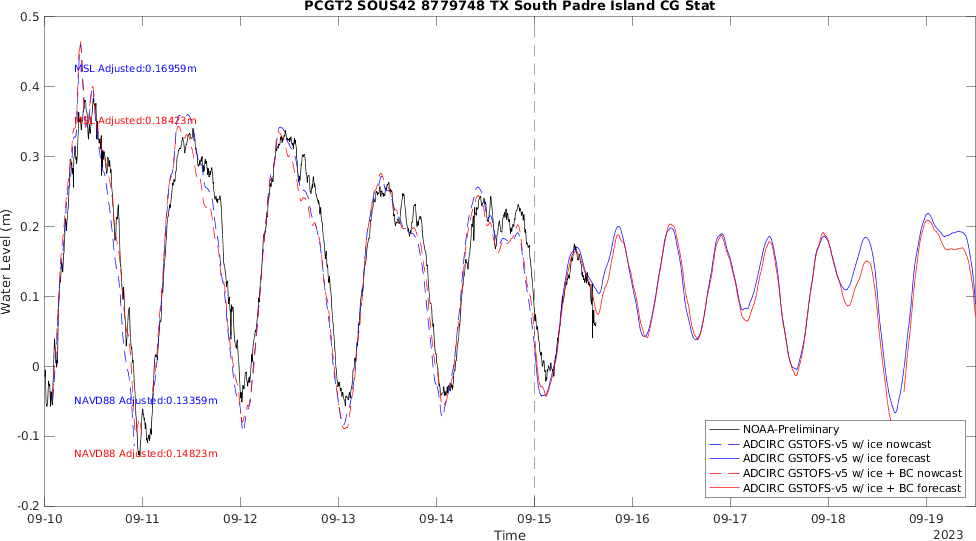 PCGT2 SOUS42 8779748 TX South Padre Island CG Stat
0.5
0.4
0.3
0.2
0.1
0
-0.1
-0.2
Water Level (m)
MSL Adjusted:0.16959m
MSL Adjusted:0.18423m
NAVD88 Adjusted:0.13359m
NAVD88 Adjusted:0.14823m
NOAA-Preliminary
ADCIRC GSTOFS-v5 w/ ice nowcast
ADCIRC GSTOFS-v5 w/ ice forecast
ADCIRC GSTOFS-v5 w/ice + BC nowcast
ADCIRC GSTOFS-v5 w/ice + BC forecast
09-10 09-11 09-12 09-13 09-14 09-15 09-16 09-17 09-18 09-19
Time
2023